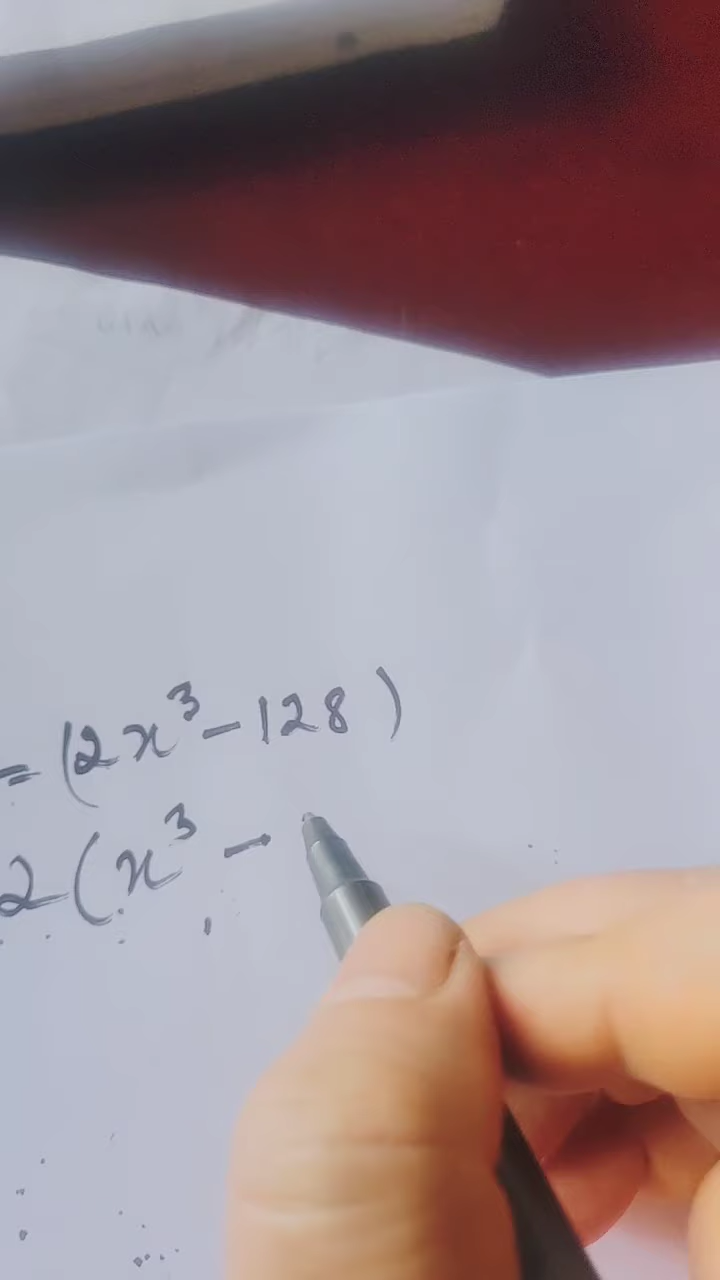 = (2x³ - 128)
2(x³ -